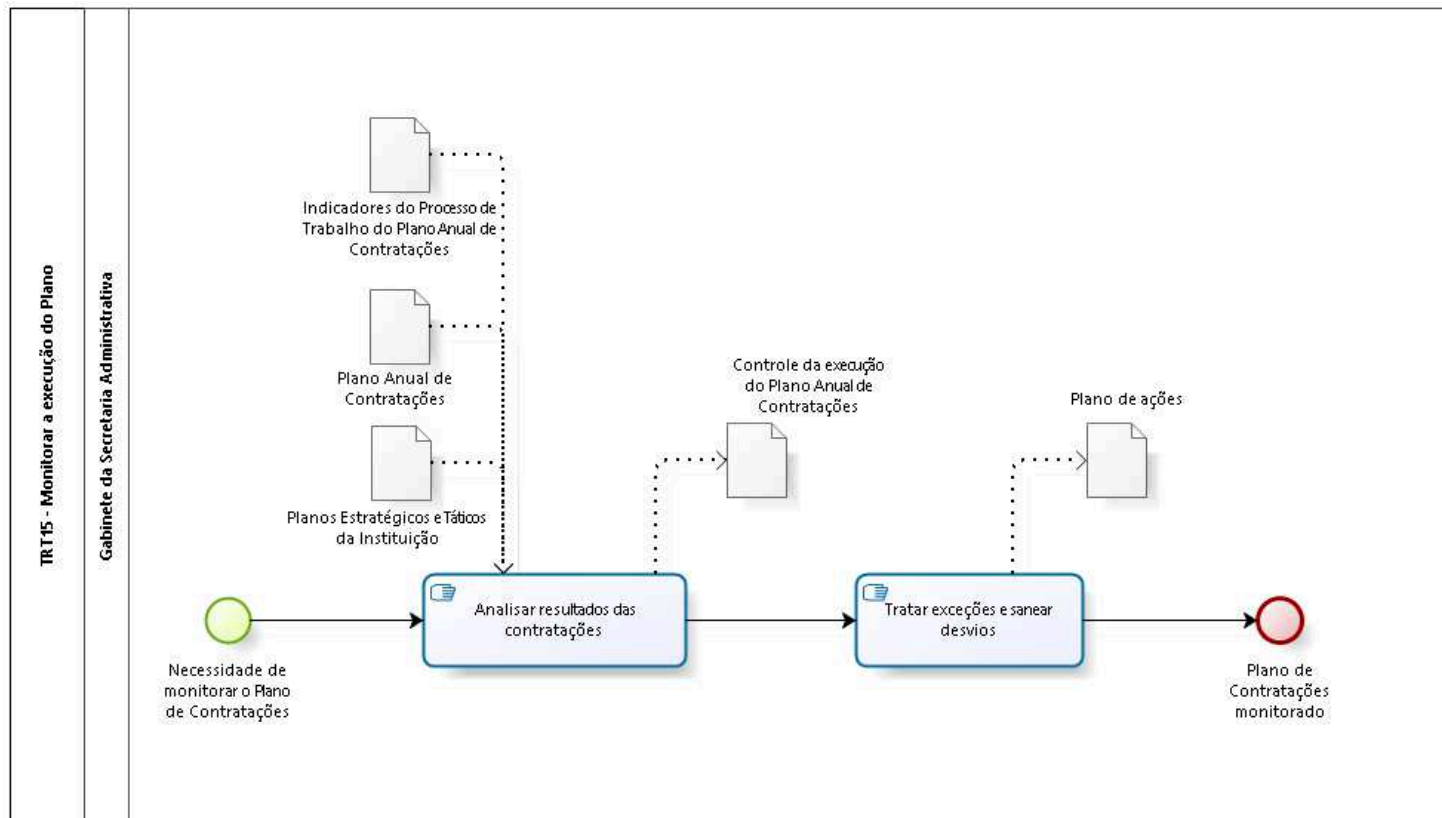 TRT15 - Monitorar a execução do Plano
Gabinete da Secretaria Administrativa
Indicadores do Processo de
Trabalho do Plano Anual de
Contratações
Plano Anual de
Contratações
Planos Estratégicos e Táticos
da Instituição
Controle da execução
do Plano Anual de
Contratações
Plano de ações
Necessidade de
monitorar o Plano
de Contratações
Analisar resultados das
contratações
Tratar exceções e sanear
desvios
Plano de
Contratações
monitorado